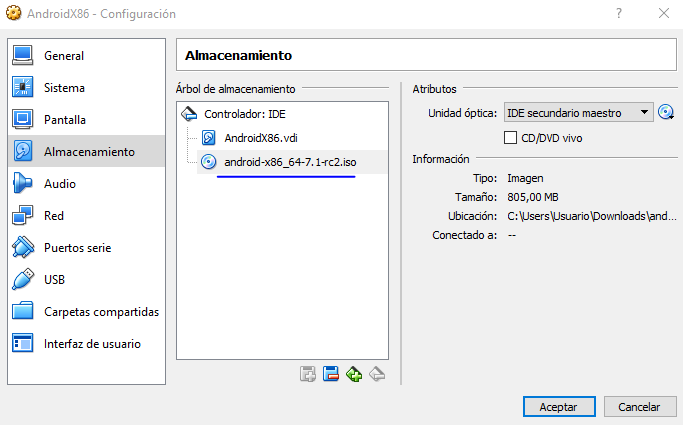 AndroidX86 - Configuración
?
General
Sistema
Pantalla
Almacenamiento
Audio
Red
Puertos serie
USB
Carpetas compartidas
Interfaz de usuario
Almacenamiento
Árbol de almacenamiento
Controlador: IDE
AndroidX86.vdi
android-x86_64-7.1-rc2.iso
Atributos
Unidad óptica: IDE secundario maestro
CD/DVD vivo
Información
Tipo: Imagen
Tamaño: 805,00 MB
Ubicación: C:\Users\Usuario\Downloads\and...
Conectado a: --
Aceptar Cancelar